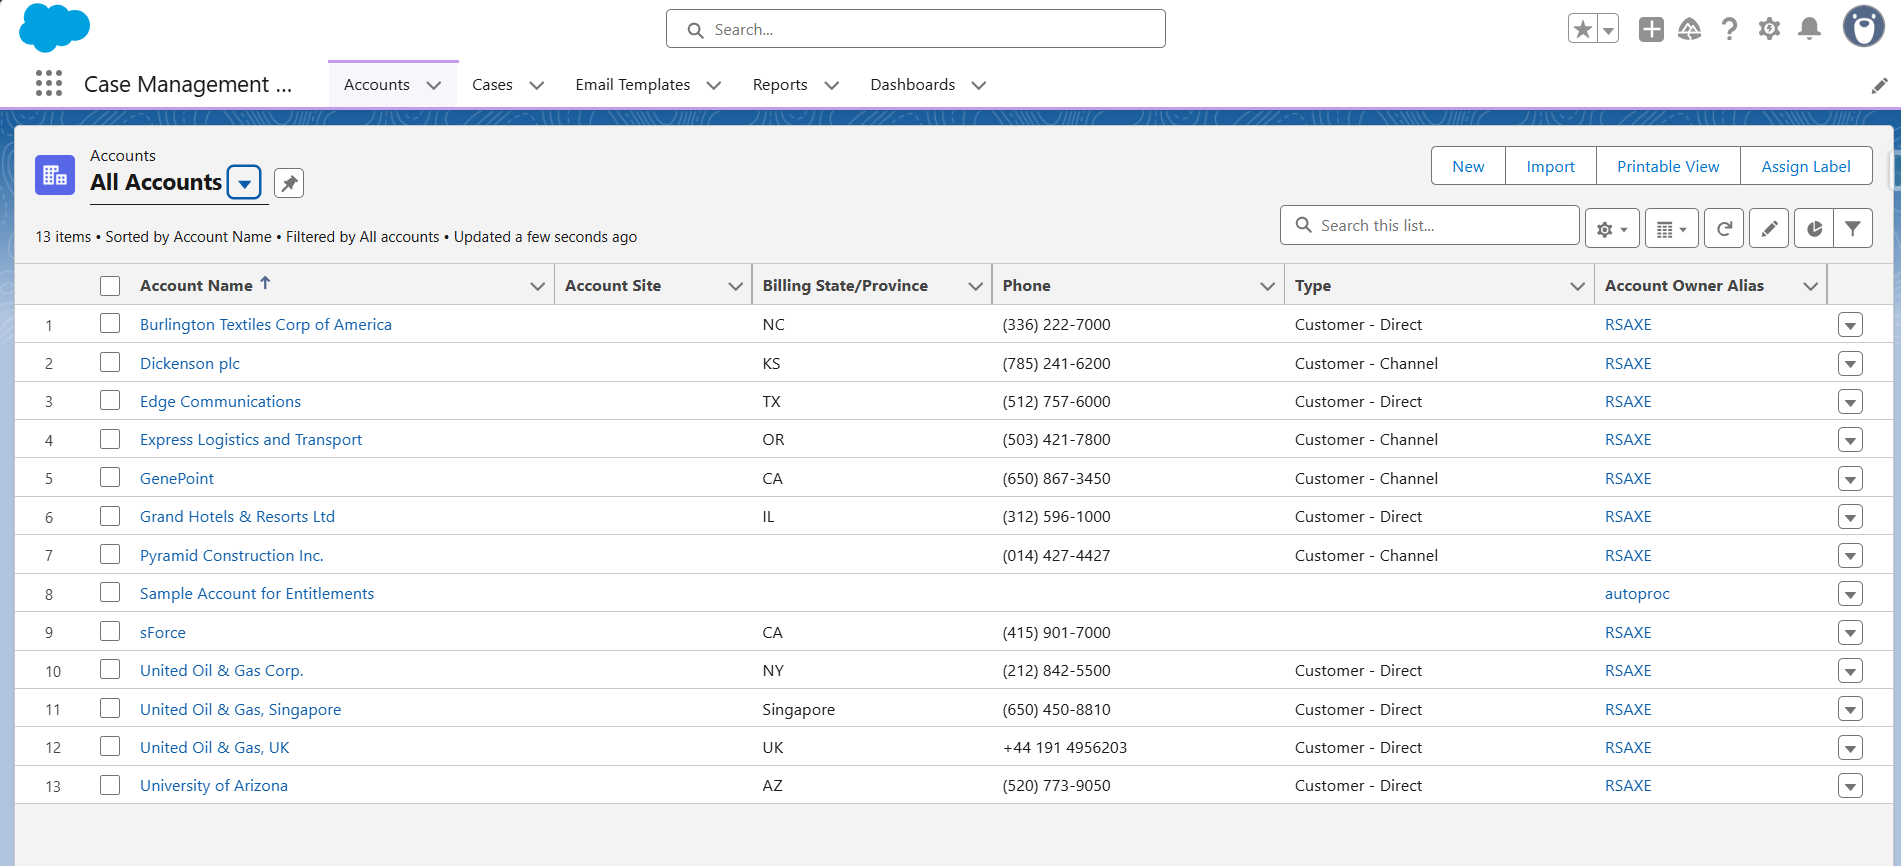 Search...
Case Management ...
Accounts Cases Email Templates Reports Dashboards
Accounts
All Accounts
New Import Printable View Assign Label
13 items • Sorted by Account Name • Filtered by All accounts • Updated a few seconds ago
Search this list...
Account Name Account Site Billing State/Province Phone Type Account Owner Alias
1 Burlington Textiles Corp of America NC (336) 222-7000 Customer - Direct RSAXE
2 Dickenson plc KS (785) 241-6200 Customer - Channel RSAXE
3 Edge Communications TX (512) 757-6000 Customer - Direct RSAXE
4 Express Logistics and Transport OR (503) 421-7800 Customer - Channel RSAXE
5 GenePoint CA (650) 867-3450 Customer - Channel RSAXE
6 Grand Hotels & Resorts Ltd IL (312) 596-1000 Customer - Direct RSAXE
7 Pyramid Construction Inc. (014) 427-4427 Customer - Channel RSAXE
8 Sample Account for Entitlements autoproc
9 sForce CA (415) 901-7000 RSAXE
10 United Oil & Gas Corp. NY (212) 842-5500 Customer - Direct RSAXE
11 United Oil & Gas, Singapore Singapore (650) 450-8810 Customer - Direct RSAXE
12 United Oil & Gas, UK UK +44 191 4956203 Customer - Direct RSAXE
13 University of Arizona AZ (520) 773-9050 Customer - Direct RSAXE